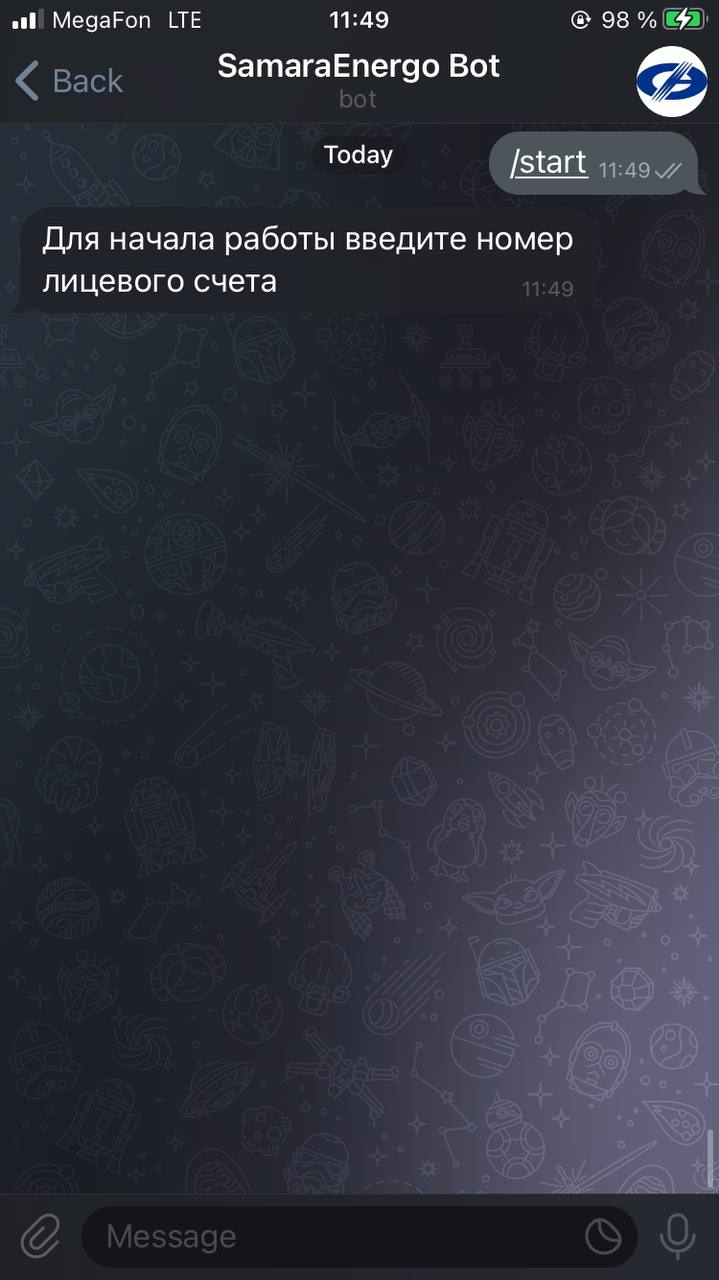 MegaFon LTE 11:49 98 %
Back SamaraEnergo Bot
bot
Today
/start 11:49
Для начала работы введите номер
лицевого счета 11:49
Message